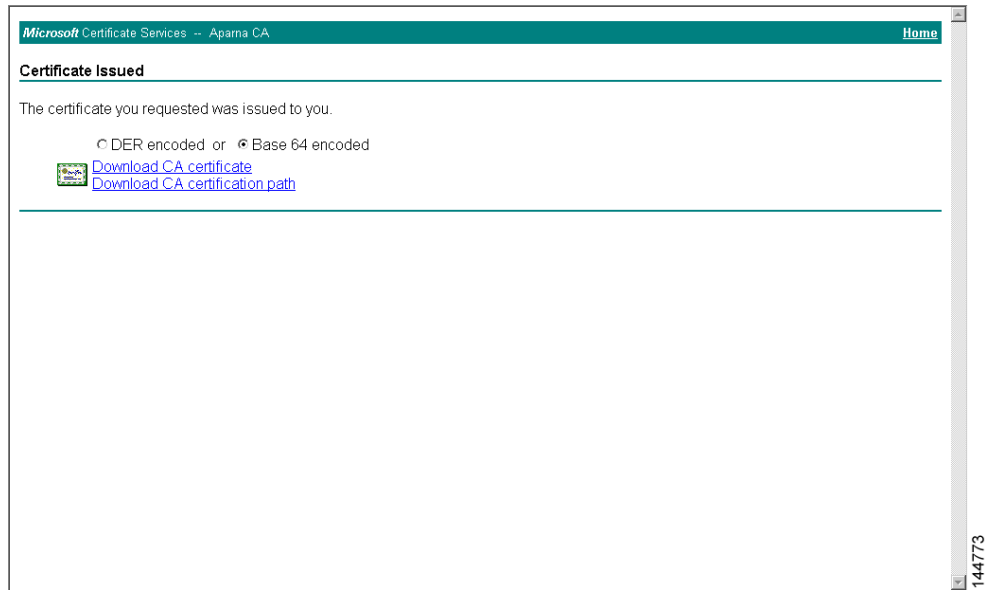 Microsoft Certificate Services -- Aparna CA Home
Certificate Issued
The certificate you requested was issued to you.
DER encoded or Base 64 encoded
Download CA certificate
Download CA certification path
144773